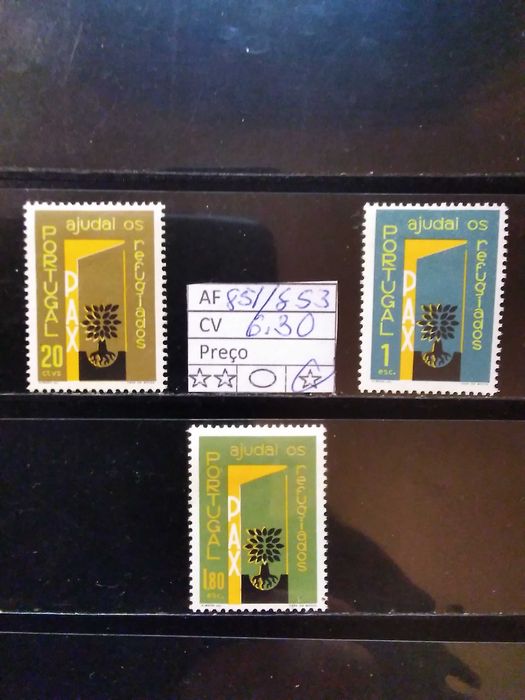 ajudai os
refugiados
PORTUGAL
PAX
20
ctvs
AF 851//853
CV 6.30
Preço
ajudai os
refugiados
PORTUGAL
PAX
1
esc.
ajudai os
refugiados
PORTUGAL
PAX
1.80
esc.